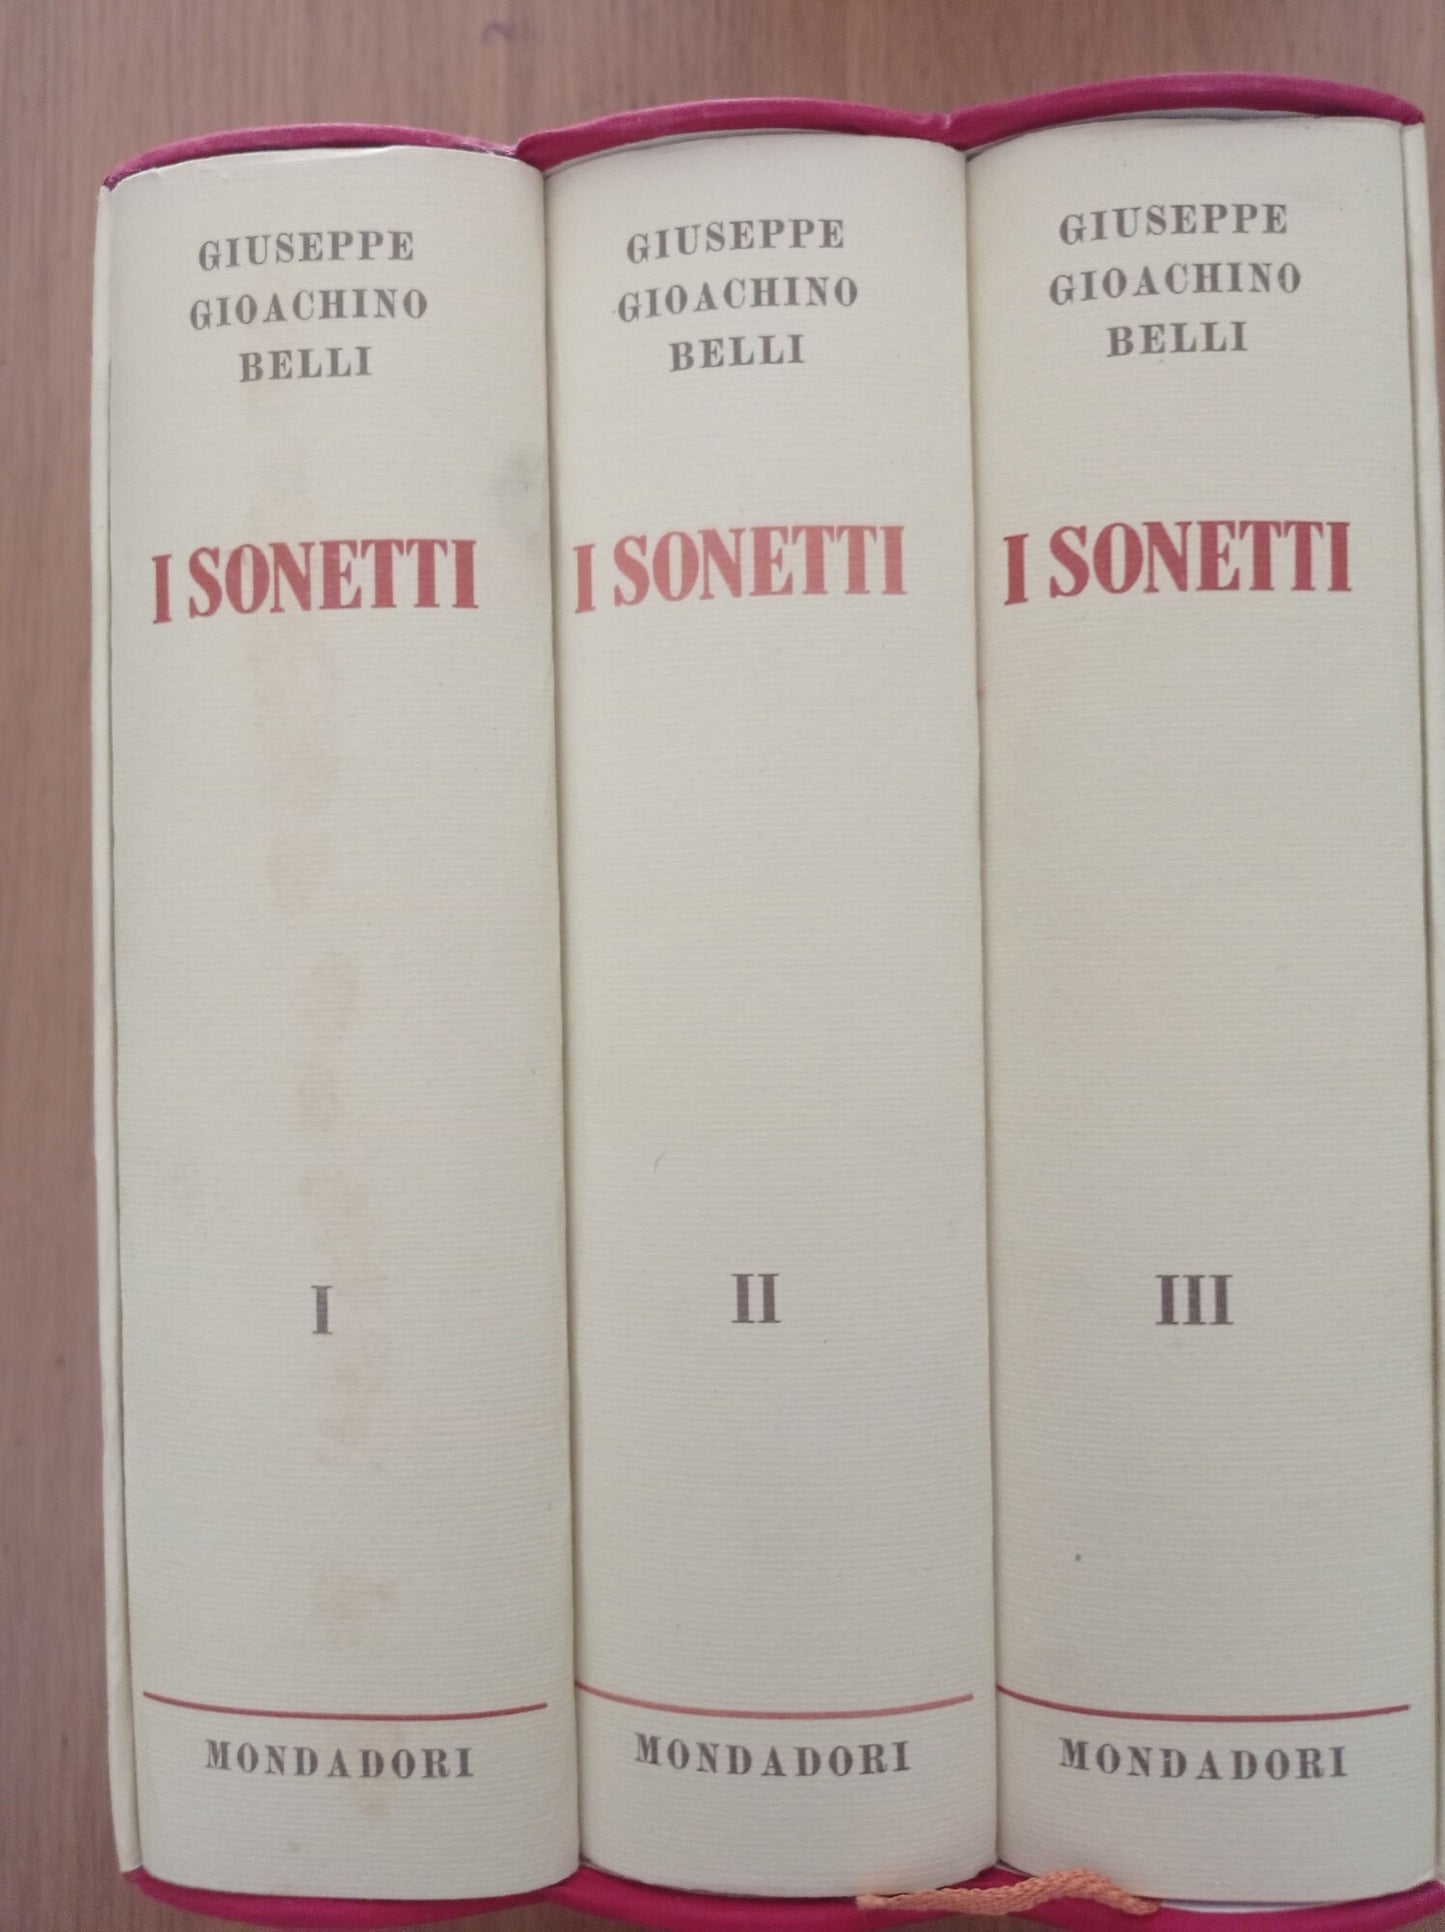 GIUSEPPE
GIOACHINO
BELLI
I SONETTI
I
MONDADORI
GIUSEPPE
GIOACHINO
BELLI
I SONETTI
II
MONDADORI
GIUSEPPE
GIOACHINO
BELLI
I SONETTI
III
MONDADORI